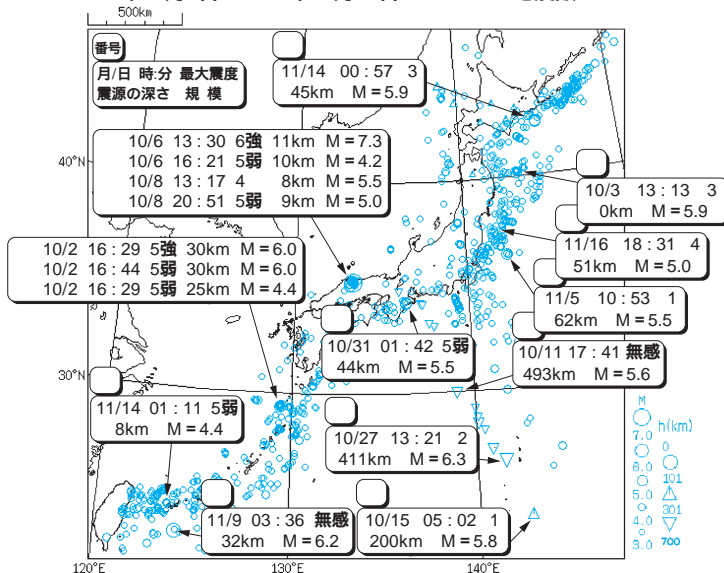 500km
番号
月/日 時:分 最大震度
震源の深さ 規 模
11/14 00:57 3
45km M=5.9
10/6 13:30 6強 11km M=7.3
10/6 16:21 5弱 10km M=4.2
10/8 13:17 4 8km M=5.5
10/8 20:51 5弱 9km M=5.0
40°N
10/3 13:13 3
0km M=5.9
11/16 18:31 4
51km M=5.0
10/2 16:29 5強 30km M=6.0
10/2 16:44 5弱 30km M=6.0
10/2 16:29 5弱 25km M=4.4
11/5 10:53 1
62km M=5.5
10/31 01:42 5弱
44km M=5.5
10/11 17:41 無感
493km M=5.6
30°N
11/14 01:11 5弱
8km M=4.4
10/27 13:21 2
411km M=6.3
11/9 03:36 無感
32km M=6.2
10/15 05:02 1
200km M=5.8
M
7.0
6.0
5.0
4.0
3.0
h(km)
0
101
301
700
120°E
130°E
140°E